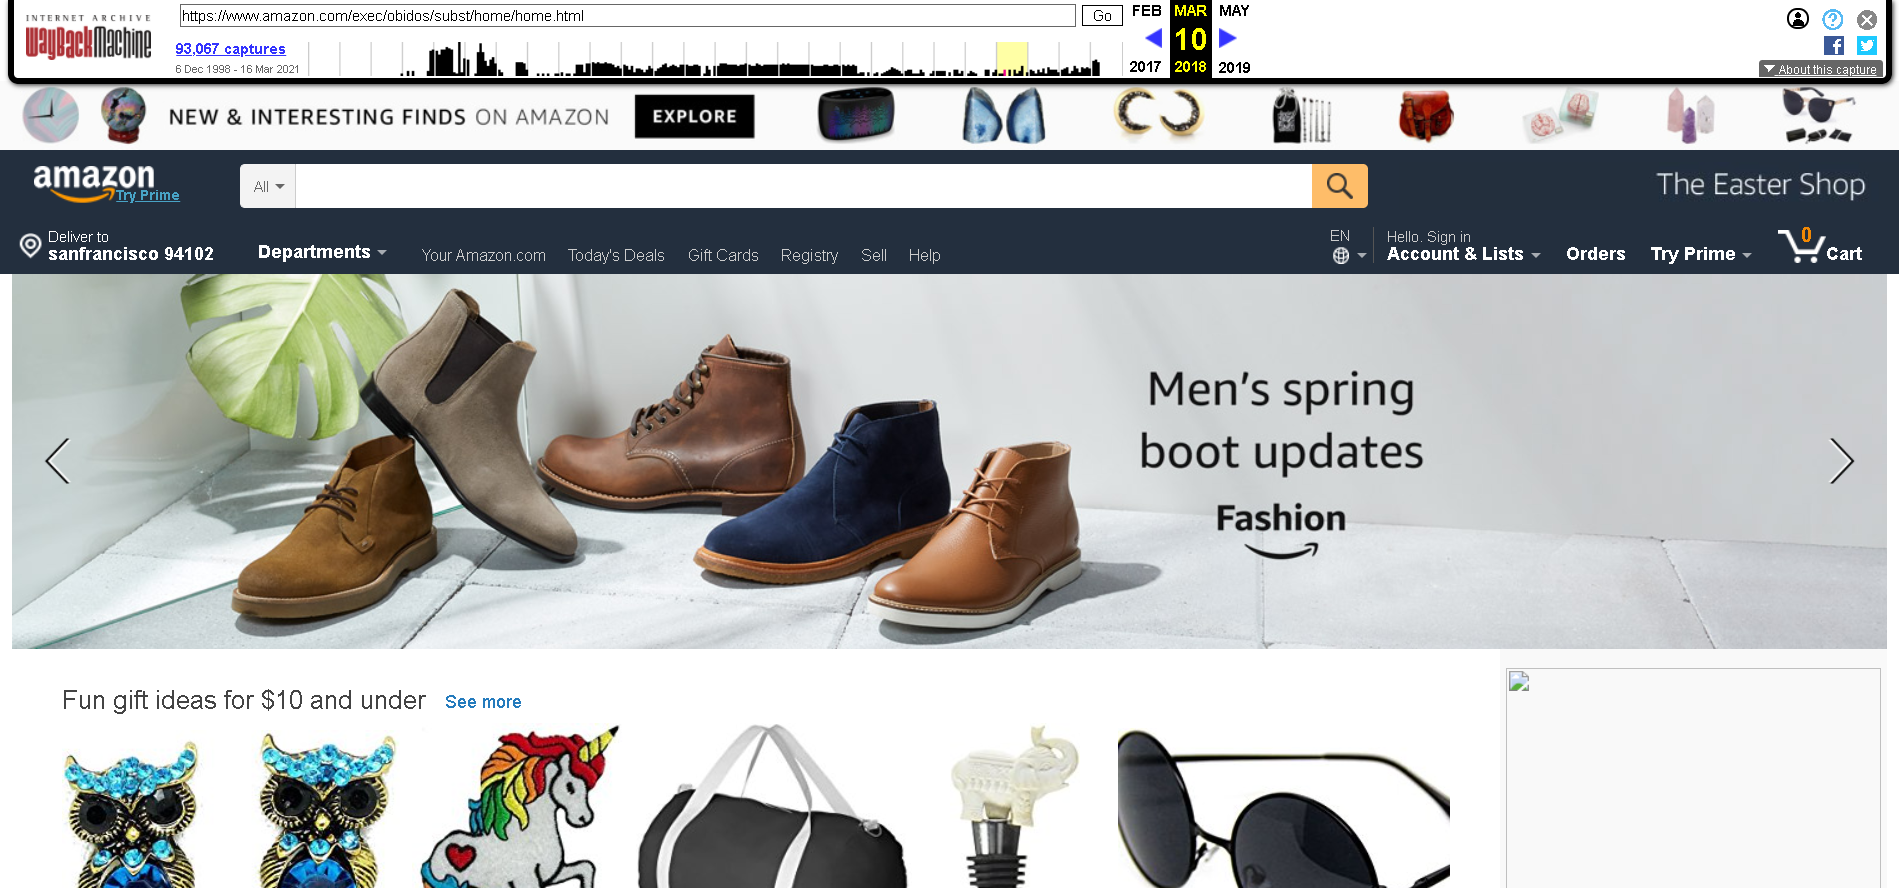 INTERNET ARCHIVE
WayBackMachine
https://www.amazon.com/exec/obidos/subst/home/home.html
Go
93,067 captures
6 Dec 1998 - 16 Mar 2021
FEB MAR MAY
10
2017 2018 2019
About this capture
NEW & INTERESTING FINDS ON AMAZON EXPLORE
amazon
Try Prime
All
The Easter Shop
Deliver to
sanfrancisco 94102
Departments
Your Amazon.com Today's Deals Gift Cards Registry Sell Help
EN
Hello. Sign in
Account & Lists
Orders
Try Prime
0
Cart
Men's spring
boot updates
Fashion
Fun gift ideas for $10 and under See more